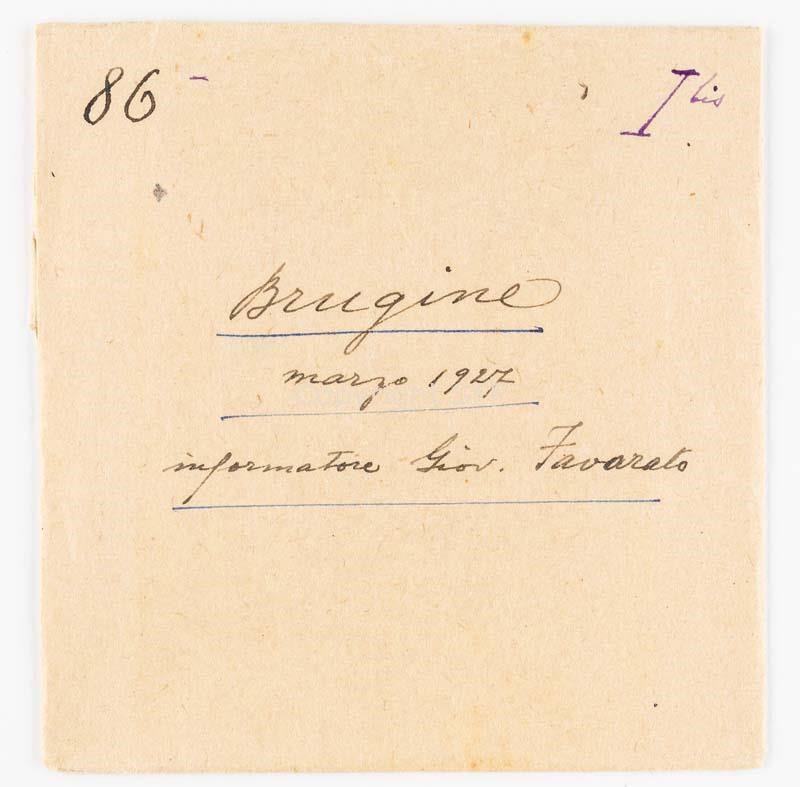 86 I bis
Brugine
marzo 1927
informatore Giov. Favarato